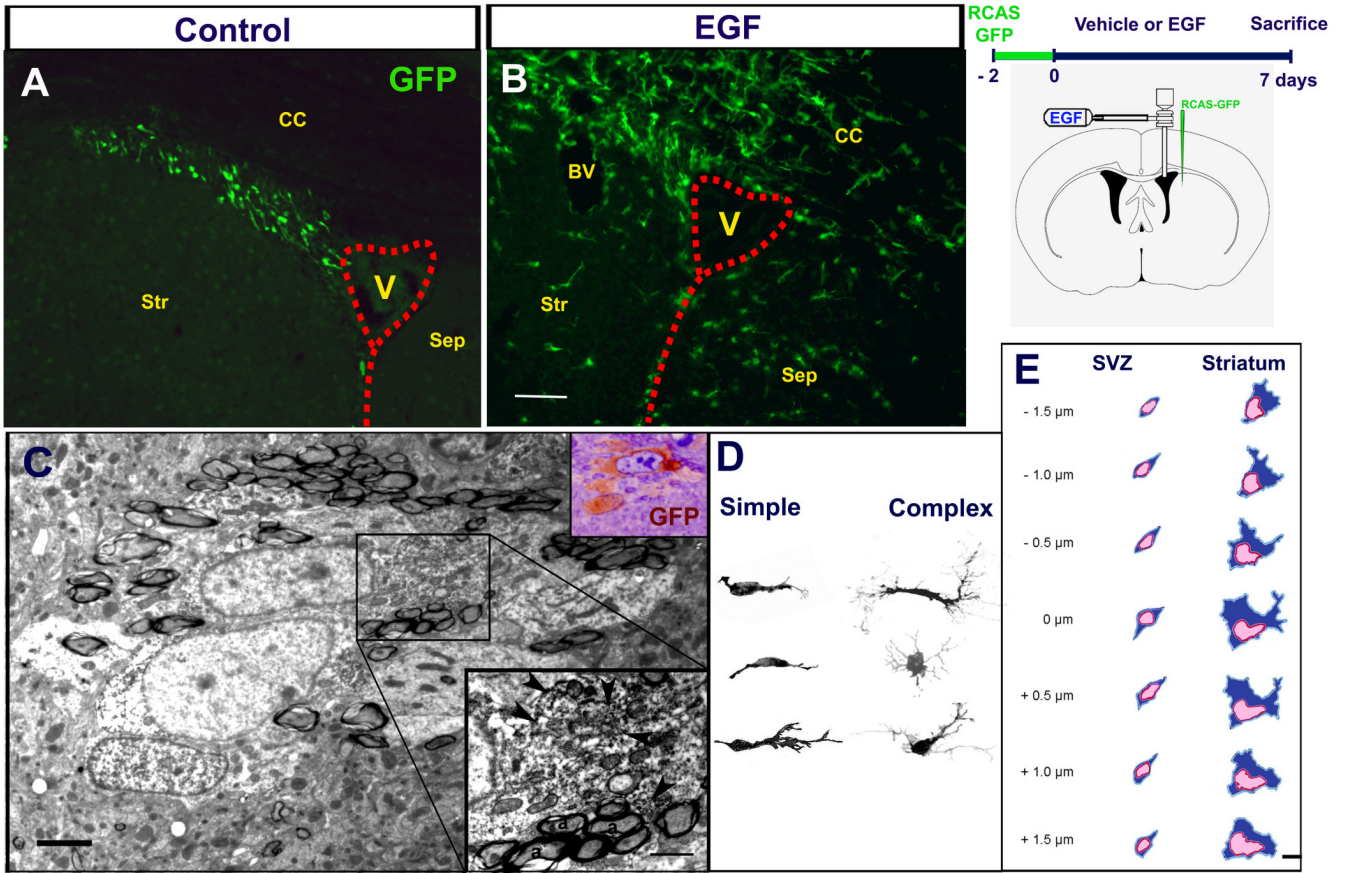 Control
A
GFP
CC
Str
V
Sep
EGF
B
CC
BV
V
Str
Sep
RCAS
GFP
Vehicle or EGF
Sacrifice
- 2
0
7 days
EGF
RCAS-GFP
C
GFP
a
a
a
a
D
Simple
Complex
E
SVZ
Striatum
- 1.5 µm
- 1.0 µm
- 0.5 µm
0 µm
+ 0.5 µm
+ 1.0 µm
+ 1.5 µm